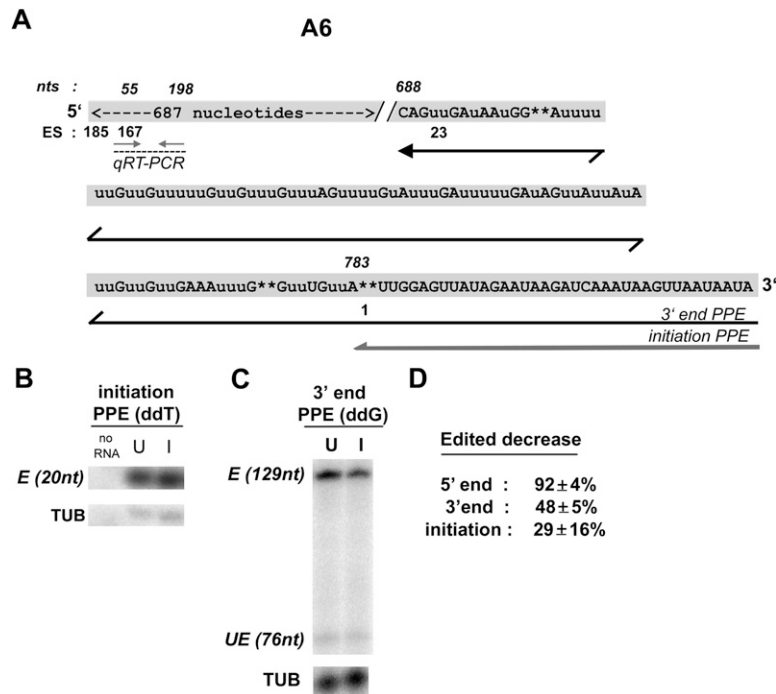 A
A6
nts : 55 198 688
5‘ <-----687 nucleotides------>// CAGuuGAuAAuGG**Auuuu
ES : 185 167 23
qRT-PCR
uuGuuGuuuuuGuuGuuuGuuuAGuuuuGuAuuuGAuuuuuGAuAGuuAuuAuA
783
uuGuuGuuGAAAuuuG**GuuUGuuA**UUGGAGUUAUAGAAUAAGAUCAAAUAAGUUAAUAAUA 3‘
1
3‘ end PPE
initiation PPE
B
initiation
PPE (ddT)
no RNA U I
E (20nt)
TUB
C
3‘ end
PPE (ddG)
U I
E (129nt)
UE (76nt)
TUB
D
Edited decrease
5‘ end : 92±4%
3‘end : 48±5%
initiation : 29±16%